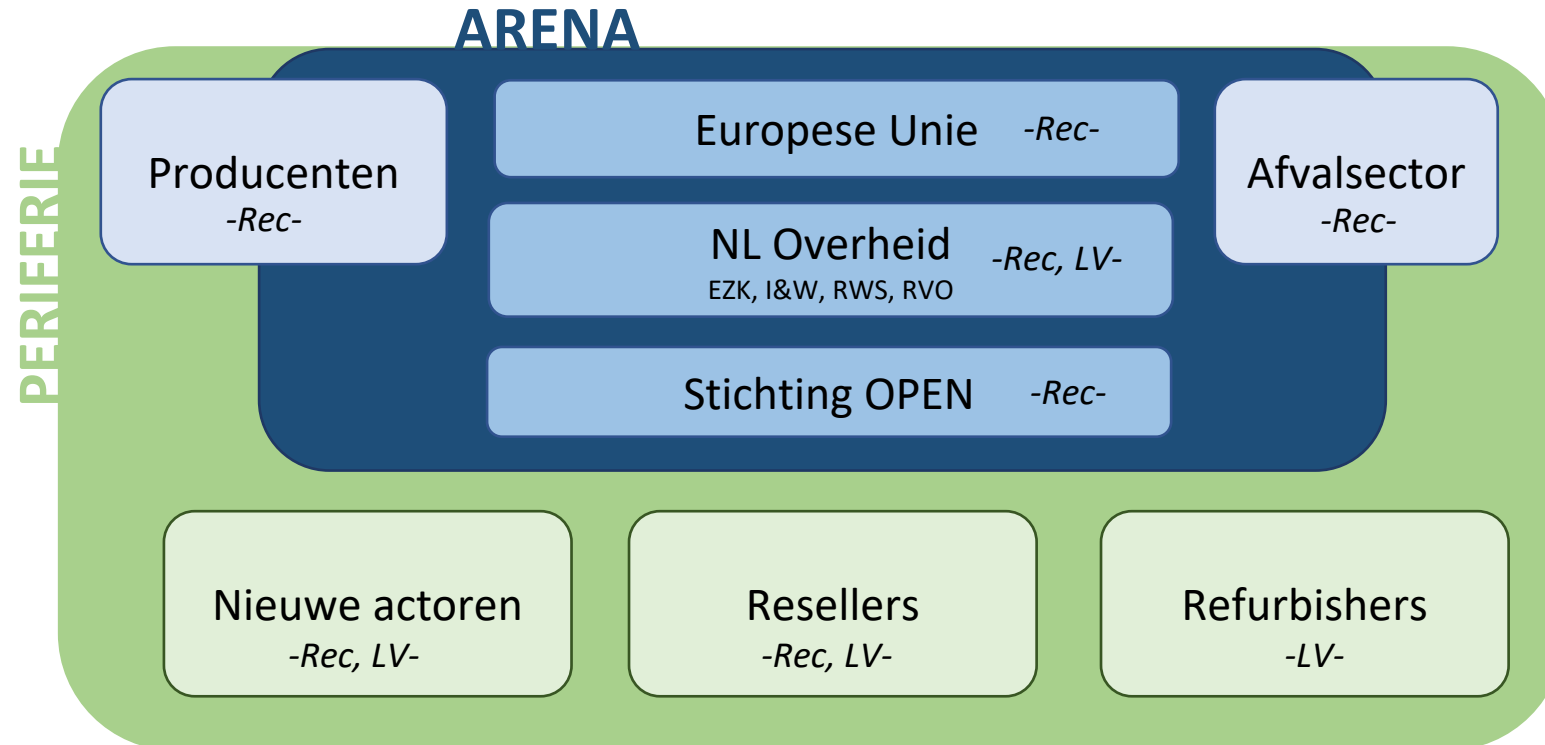 ARENA
PERIFERIE
Producenten
-Rec-
Europese Unie -Rec-
Afvalsector
-Rec-
NL Overheid -Rec, LV-
EZK, I&W, RWS, RVO
Stichting OPEN -Rec-
Nieuwe actoren
-Rec, LV-
Resellers
-Rec, LV-
Refurbishers
-LV-